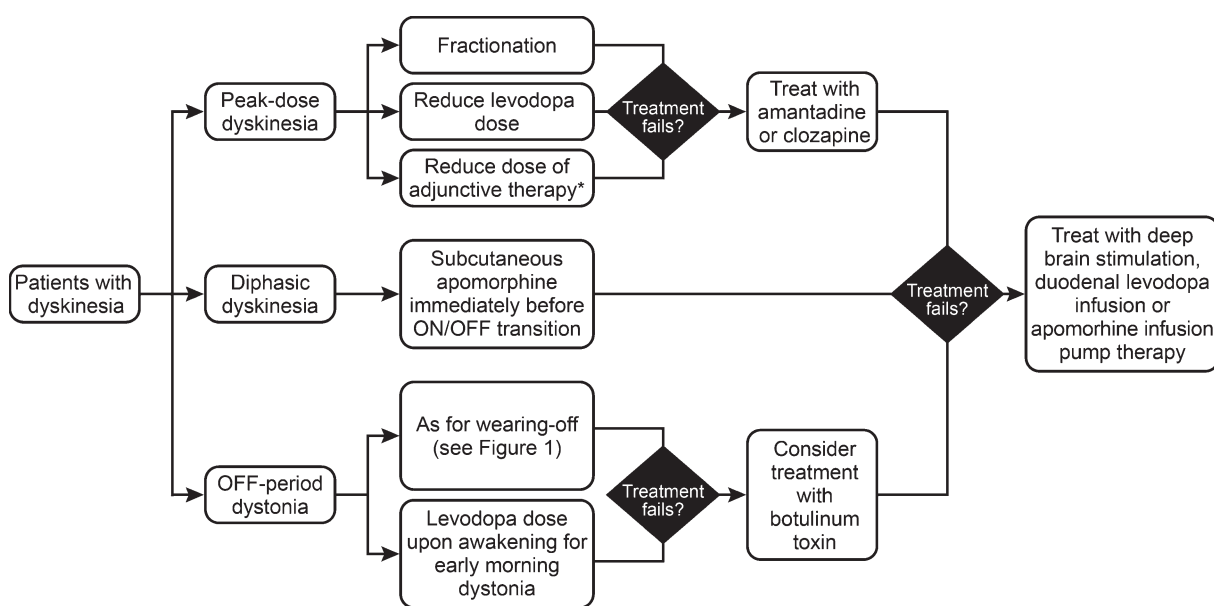 Patients with
dyskinesia
Peak-dose
dyskinesia
Fractionation
Reduce levodopa
dose
Reduce dose of
adjunctive therapy*
Treatment
fails?
Treat with
amantadine
or clozapine
Diphasic
dyskinesia
Subcutaneous
apomorphine
immediately before
ON/OFF transition
OFF-period
dystonia
As for wearing-off
(see Figure 1)
Levodopa dose
upon awakening for
early morning
dystonia
Treatment
fails?
Consider
treatment
with
botulinum
toxin
Treatment
fails?
Treat with deep
brain stimulation,
duodenal levodopa
infusion or
apomorhine infusion
pump therapy